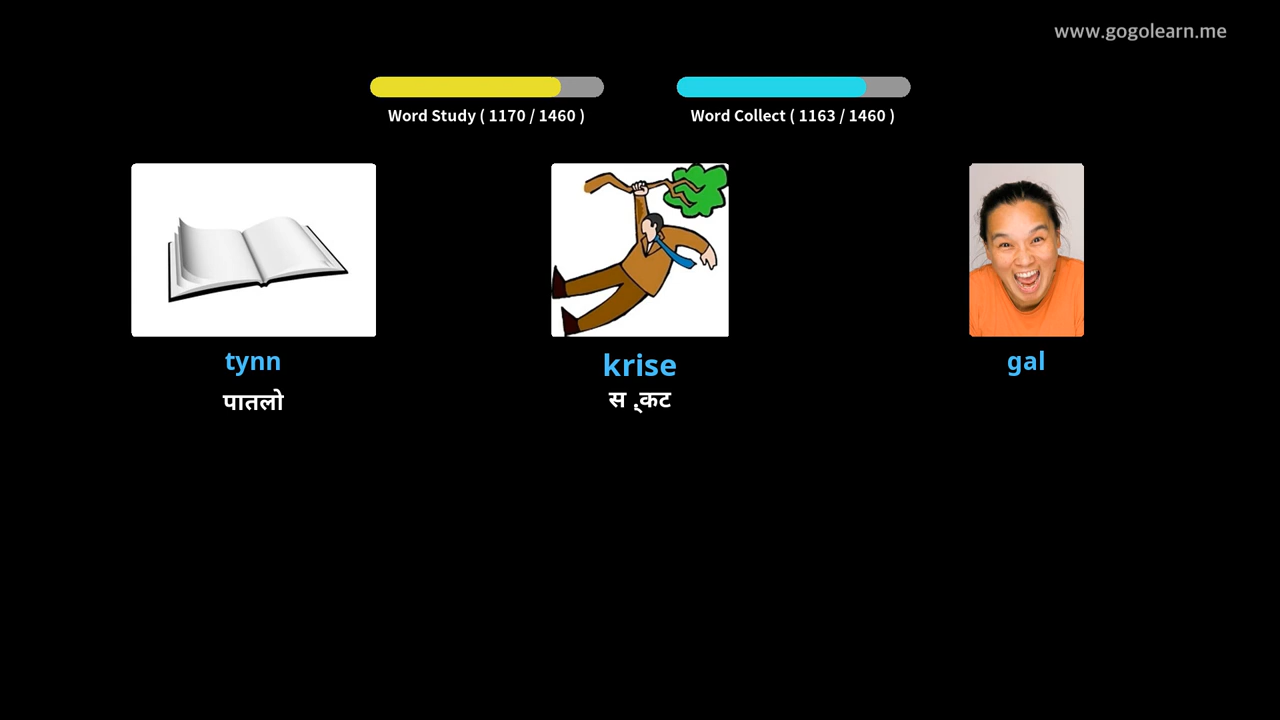 www.gogolearn.me
Word Study ( 1170 / 1460 )
Word Collect ( 1163 / 1460 )
tynn
krise
gal
पातलो
स ्.कट